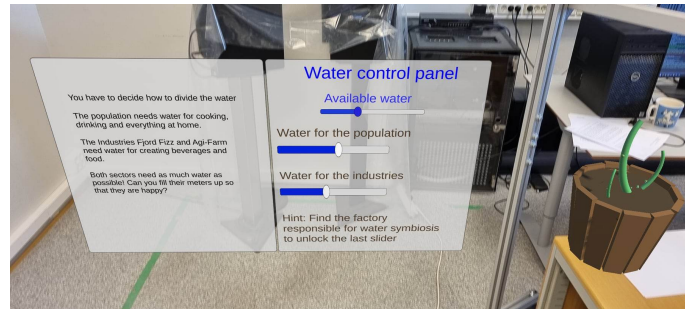 You have to decide how to divide the water
The population needs water for cooking,
drinking and everything at home.
The Industries Fjord Fizz and Agi-Farm
need water for creating beverages and
food.
Both sectors need as much water as
possible! Can you fill their meters up so
that they are happy?
Water control panel
Available water
Water for the population
Water for the industries
Hint: Find the factory
responsible for water symbiosis
to unlock the last slider